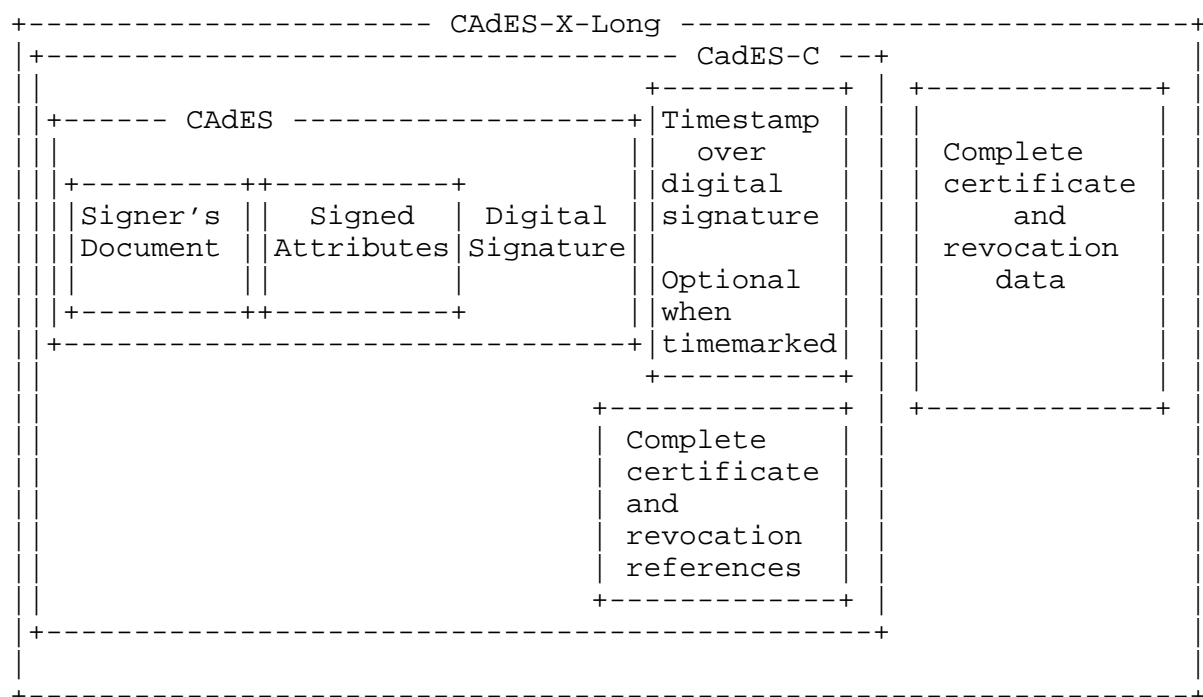 CAdES-X-Long
CadES-C
CAdES
Timestamp
over
digital
signature
Optional
when
timemarked
Signer's
Document
Signed
Attributes
Digital
Signature
Complete
certificate
and
revocation
data
Complete
certificate
and
revocation
references